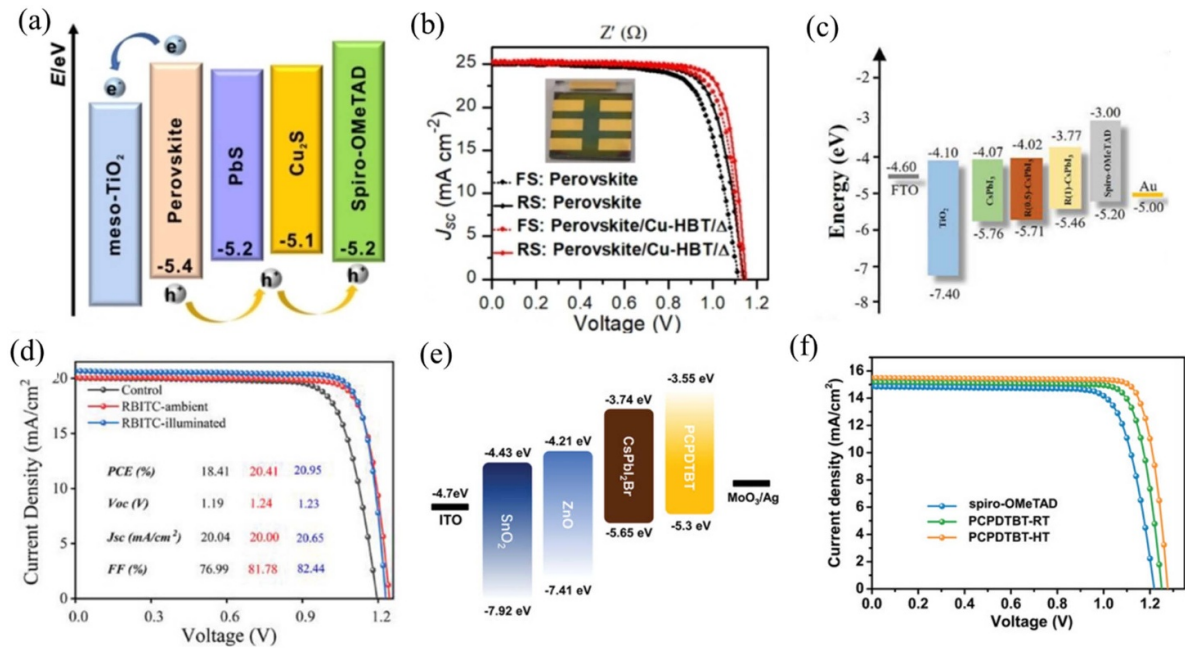 (a)
E/eV
e⁻
e⁻
meso-TiO₂
Perovskite
-5.4
PbS
-5.2
Cu₂S
-5.1
Spiro-OMeTAD
-5.2
h⁺
h⁺
h⁺
(b)
Z' (Ω)
Jsc (mA cm⁻²)
25
20
15
10
5
0
FS: Perovskite
RS: Perovskite
FS: Perovskite/Cu-HBT/Δ
RS: Perovskite/Cu-HBT/Δ
0.0 0.2 0.4 0.6 0.8 1.0 1.2
Voltage (V)
(c)
Energy (eV)
-2
-3
-4
-5
-6
-7
-8
-4.60
FTO
-4.10
TiO₂
-7.40
-4.07
CsPbI₃
-5.76
-4.02
R(0.5)-CsPbI₃
-5.71
-3.77
R(1)-CsPbI₃
-5.46
-3.00
Spiro-OMeTAD
-5.20
Au
-5.00
(d)
Current Density (mA/cm²)
20
15
10
5
0
Control
RBITC-ambient
RBITC-illuminated
PCE (%) 18.41 20.41 20.95
Voc (V) 1.19 1.24 1.23
Jsc (mA/cm²) 20.04 20.00 20.65
FF (%) 76.99 81.78 82.44
0.0 0.3 0.6 0.9 1.2
Voltage (V)
(e)
-4.7eV
ITO
-4.43 eV
SnO₂
-7.92 eV
-4.21 eV
ZnO
-7.41 eV
-3.74 eV
CsPbI₂Br
-5.65 eV
-3.55 eV
PCPDTBT
-5.3 eV
MoO₃/Ag
(f)
Current density (mA/cm²)
16
14
12
10
8
6
4
2
0
spiro-OMeTAD
PCPDTBT-RT
PCPDTBT-HT
0.0 0.2 0.4 0.6 0.8 1.0 1.2
Voltage (V)